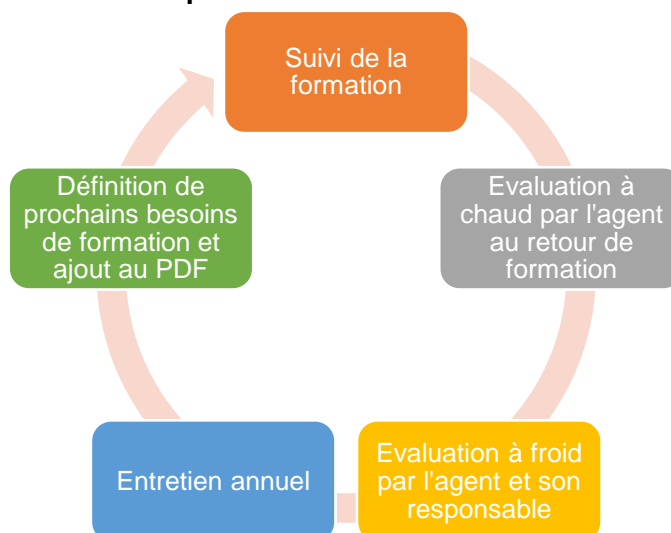 Suivi de la
formation
Evaluation à
chaud par l'agent
au retour de
formation
Evaluation à froid
par l'agent et son
responsable
Entretien annuel
Définition de
prochains besoins
de formation et
ajout au PDF